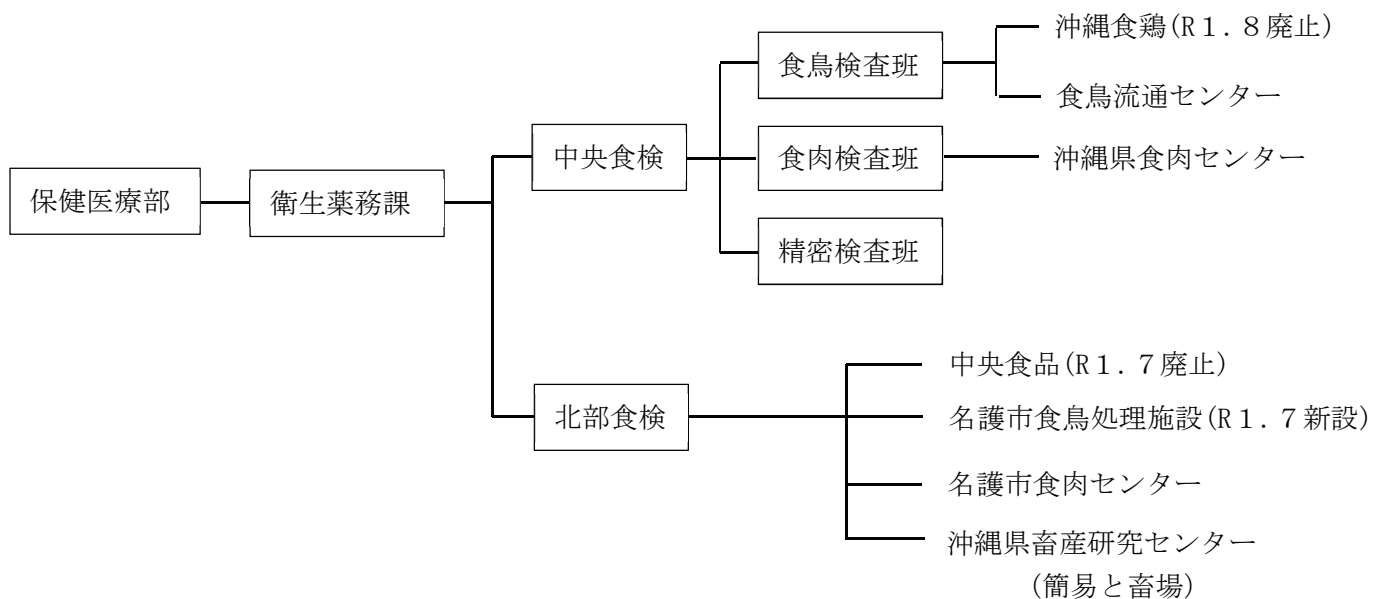 保健医療部
衛生薬務課
中央食検
食鳥検査班
沖縄食鶏(R1.8廃止)
食鳥流通センター
食肉検査班
沖縄県食肉センター
精密検査班
北部食検
中央食品(R1.7廃止)
名護市食鳥処理施設(R1.7新設)
名護市食肉センター
沖縄県畜産研究センター
(簡易と畜場)